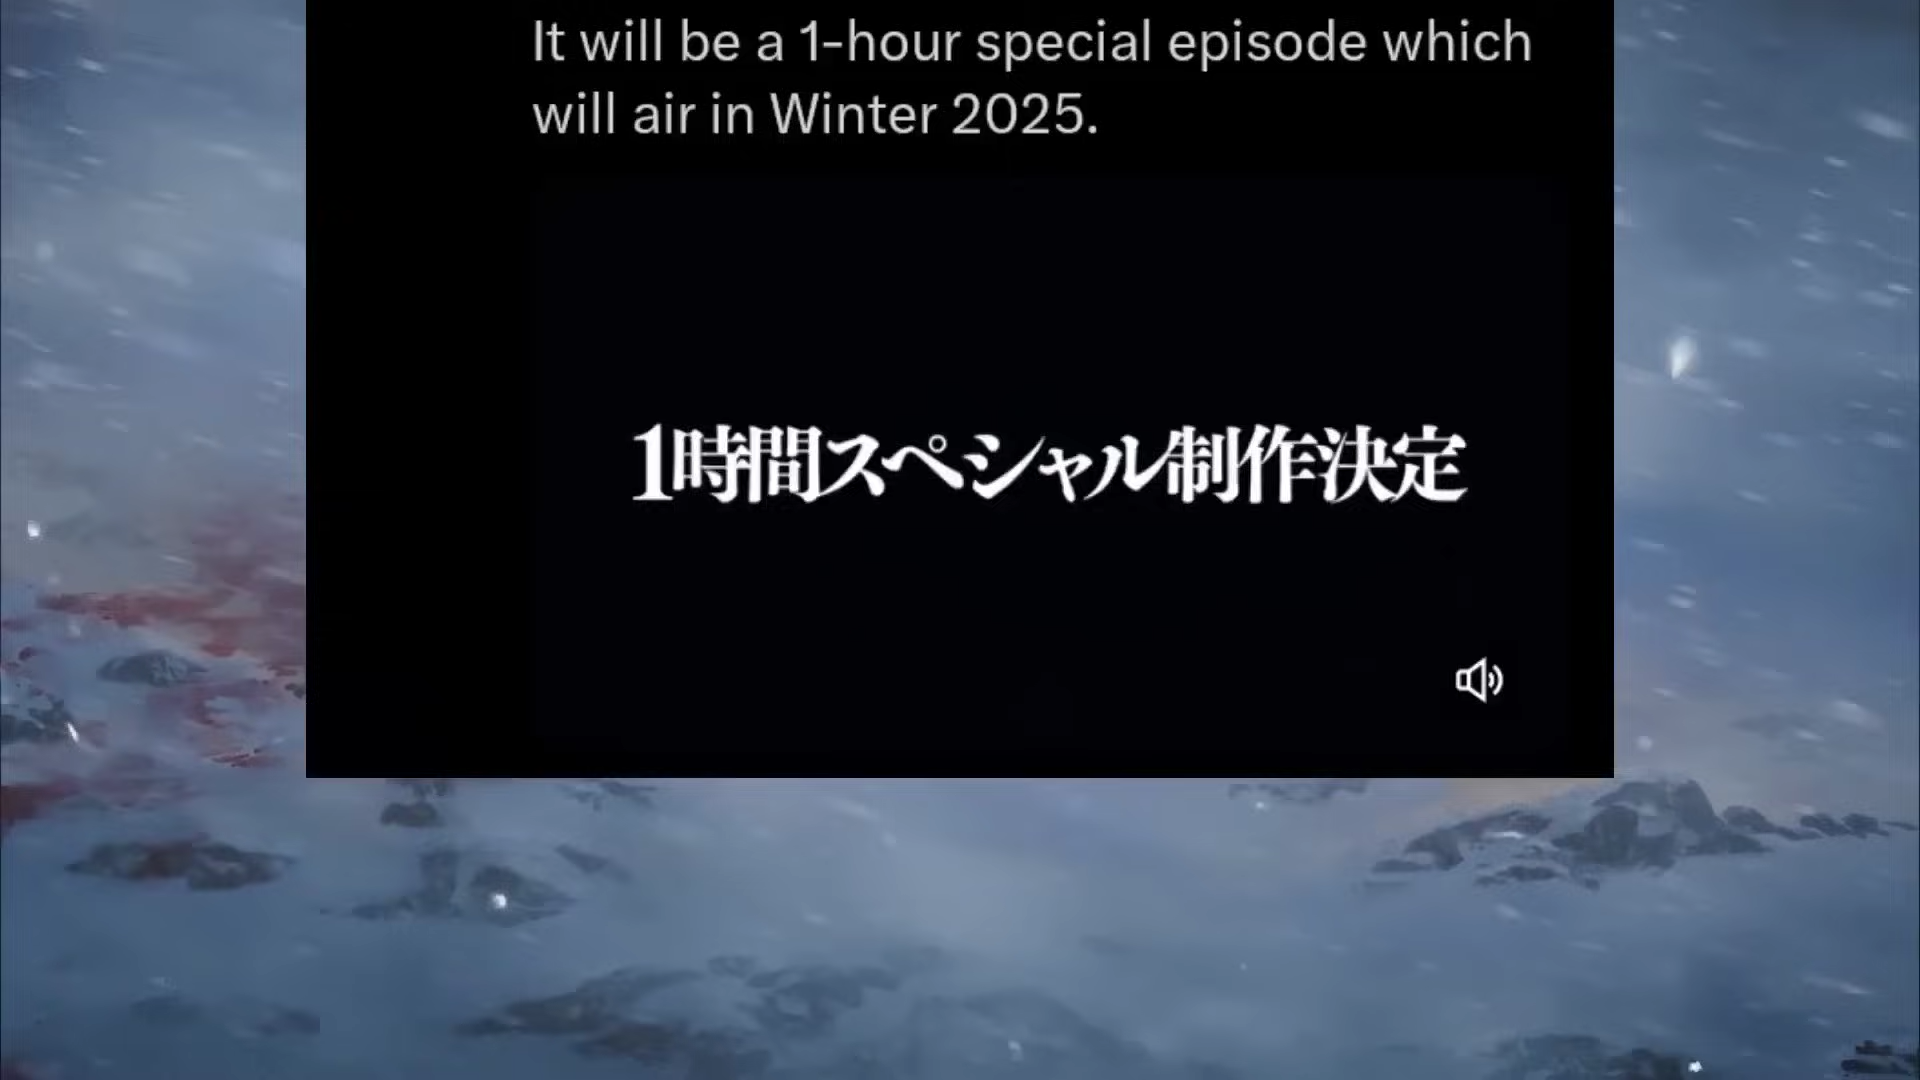 It will be a 1-hour special episode which
will air in Winter 2025.
1時間スペシャル制作決定